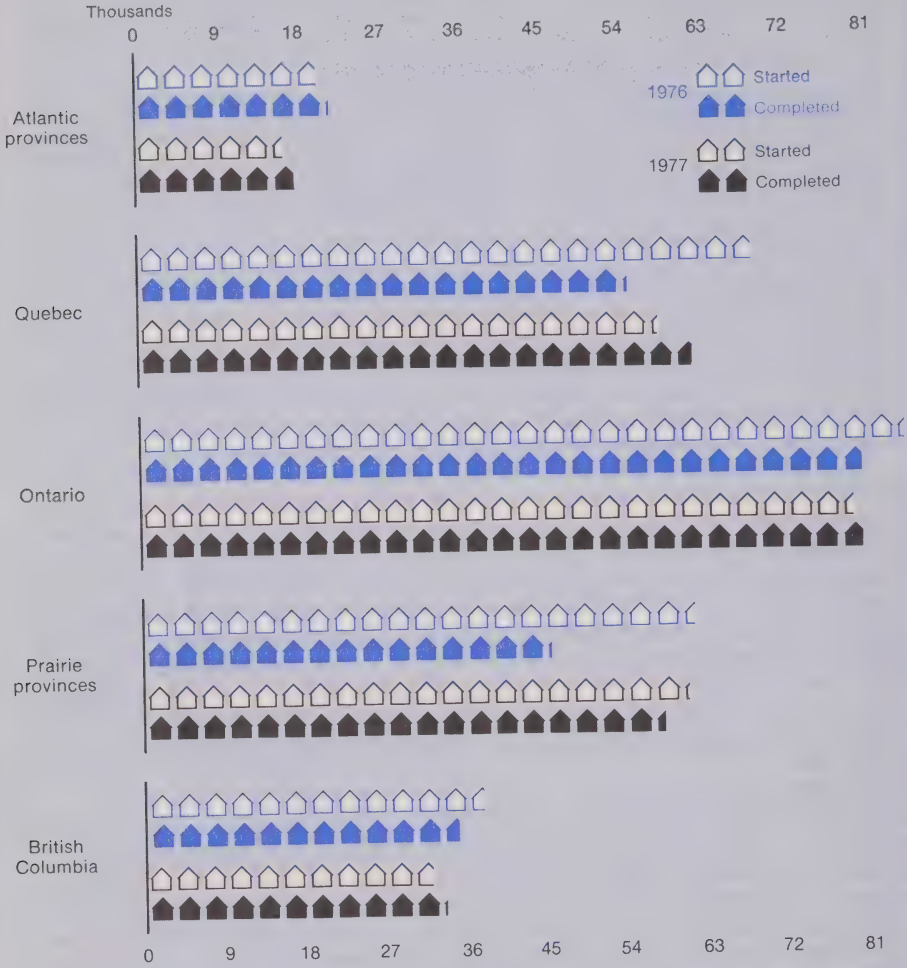 Thousands
0 9 18 27 36 45 54 63 72 81
1976 Started
Completed
1977 Started
Completed
Atlantic
provinces
Quebec
Ontario
Prairie
provinces
British
Columbia
0 9 18 27 36 45 54 63 72 81